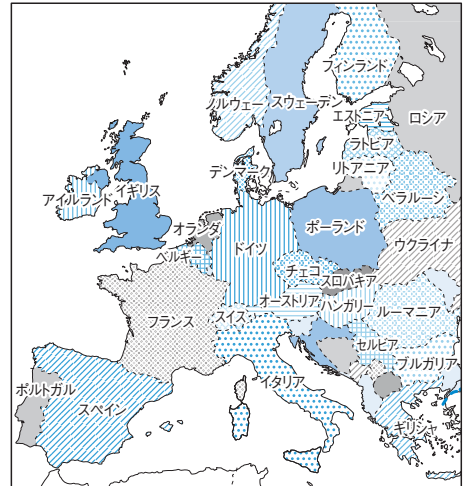 フィンランド
ノルウェー
スウェーデン
エストニア
ロシア
ラトビア
デンマーク
リトアニア
アイルランド
イギリス
ベラルーシ
オランダ
ポーランド
ドイツ
ウクライナ
ベルギー
チェコ
スロバキア
オーストリア
ハンガリー
ルーマニア
フランス
スイス
セルビア
ブルガリア
イタリア
ポルトガル
スペイン
ギリシャ